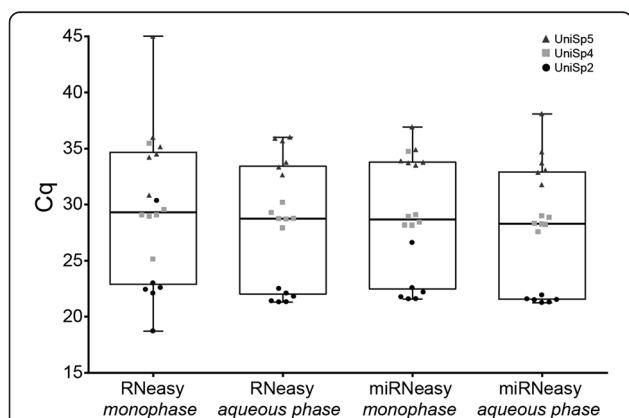 45
UniSp5
UniSp4
UniSp2
40
35
30
25
20
15
Cq
RNeasy RNeasy miRNeasy miRNeasy
monophase aqueous phase monophase aqueous phase